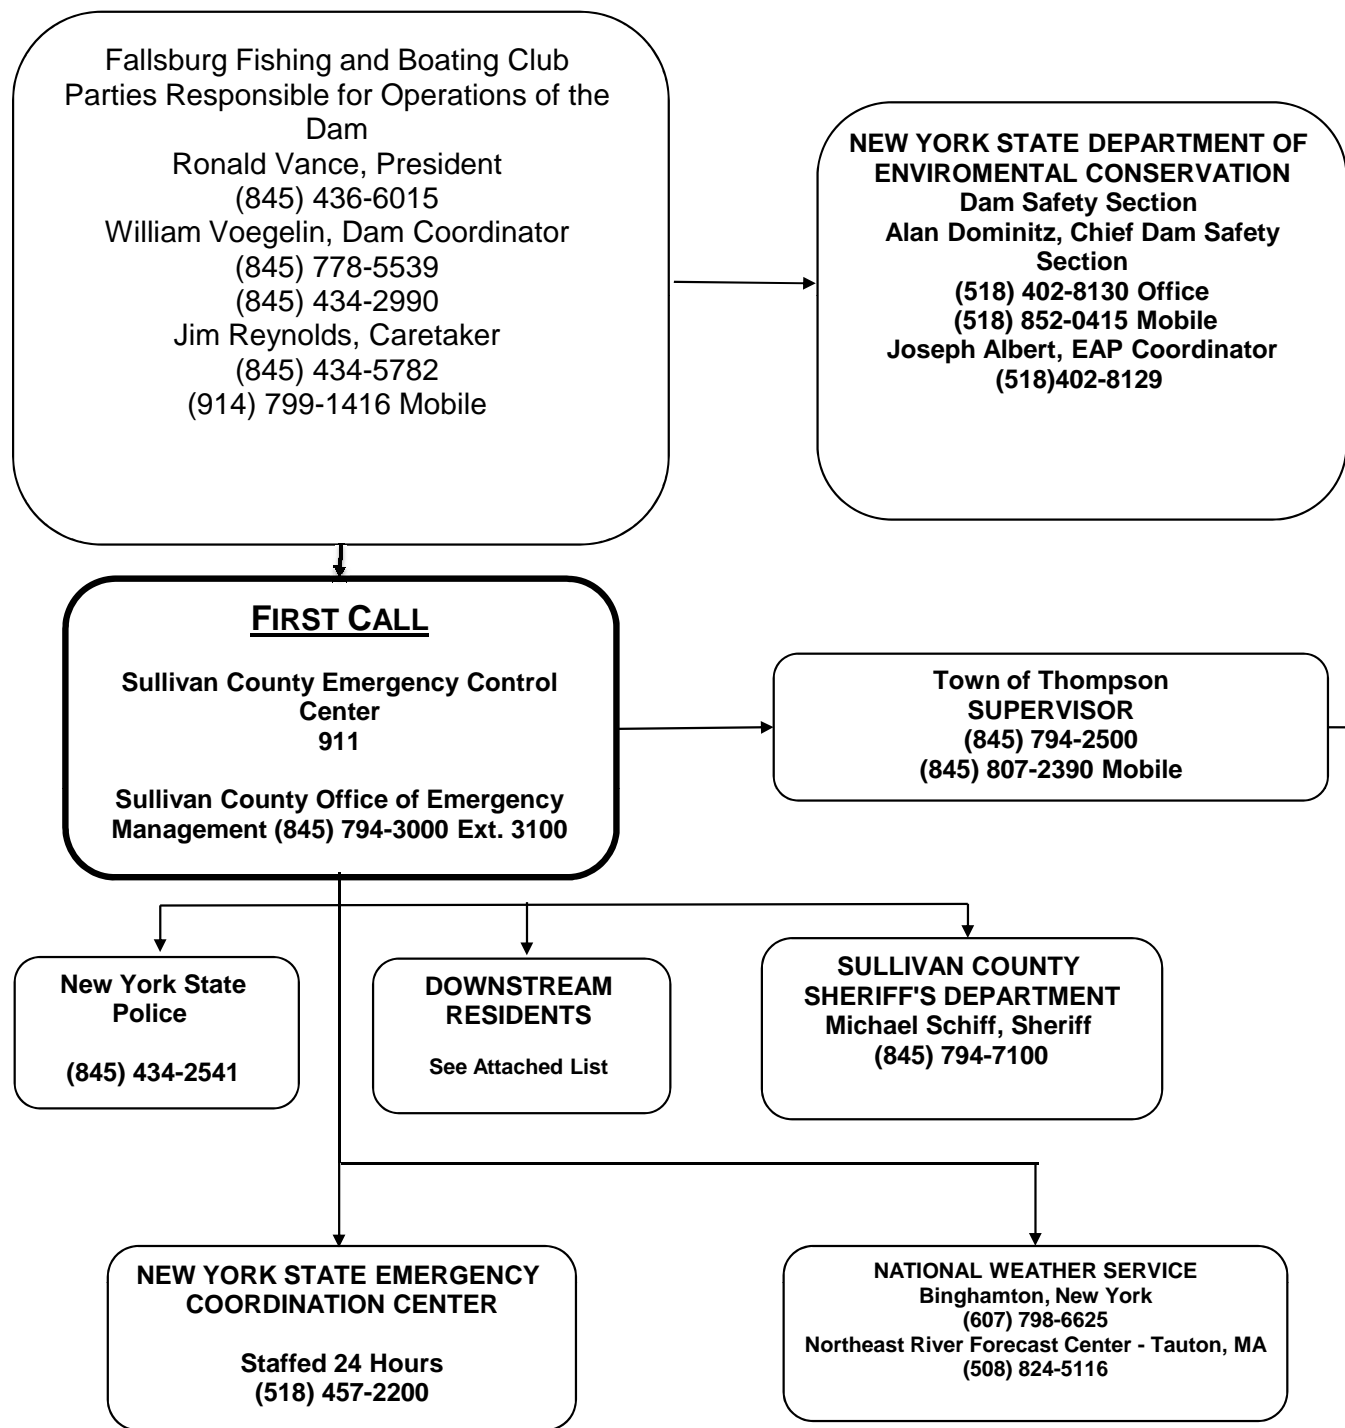 Fallsburg Fishing and Boating Club
Parties Responsible for Operations of the
Dam
Ronald Vance, President
(845) 436-6015
William Voegelin, Dam Coordinator
(845) 778-5539
(845) 434-2990
Jim Reynolds, Caretaker
(845) 434-5782
(914) 799-1416 Mobile
NEW YORK STATE DEPARTMENT OF
ENVIROMENTAL CONSERVATION
Dam Safety Section
Alan Dominitz, Chief Dam Safety
Section
(518) 402-8130 Office
(518) 852-0415 Mobile
Joseph Albert, EAP Coordinator
(518)402-8129
FIRST CALL
Sullivan County Emergency Control
Center
911
Sullivan County Office of Emergency
Management (845) 794-3000 Ext. 3100
Town of Thompson
SUPERVISOR
(845) 794-2500
(845) 807-2390 Mobile
New York State
Police
(845) 434-2541
DOWNSTREAM
RESIDENTS
See Attached List
SULLIVAN COUNTY
SHERIFF'S DEPARTMENT
Michael Schiff, Sheriff
(845) 794-7100
NEW YORK STATE EMERGENCY
COORDINATION CENTER
Staffed 24 Hours
(518) 457-2200
NATIONAL WEATHER SERVICE
Binghamton, New York
(607) 798-6625
Northeast River Forecast Center - Tauton, MA
(508) 824-5116